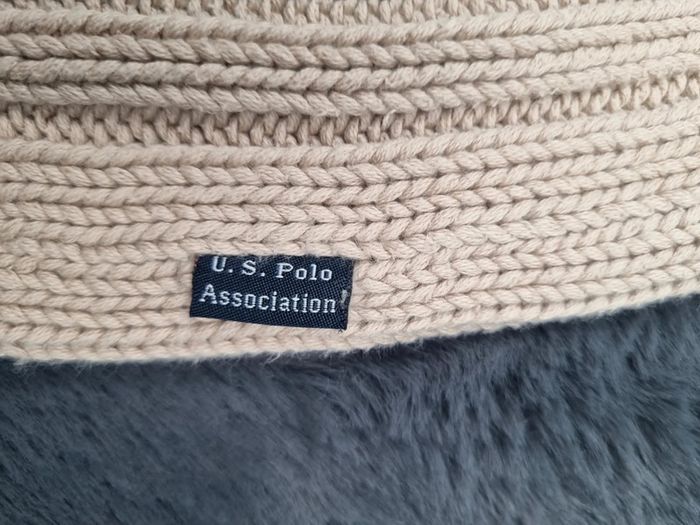 U. S. Polo
Association